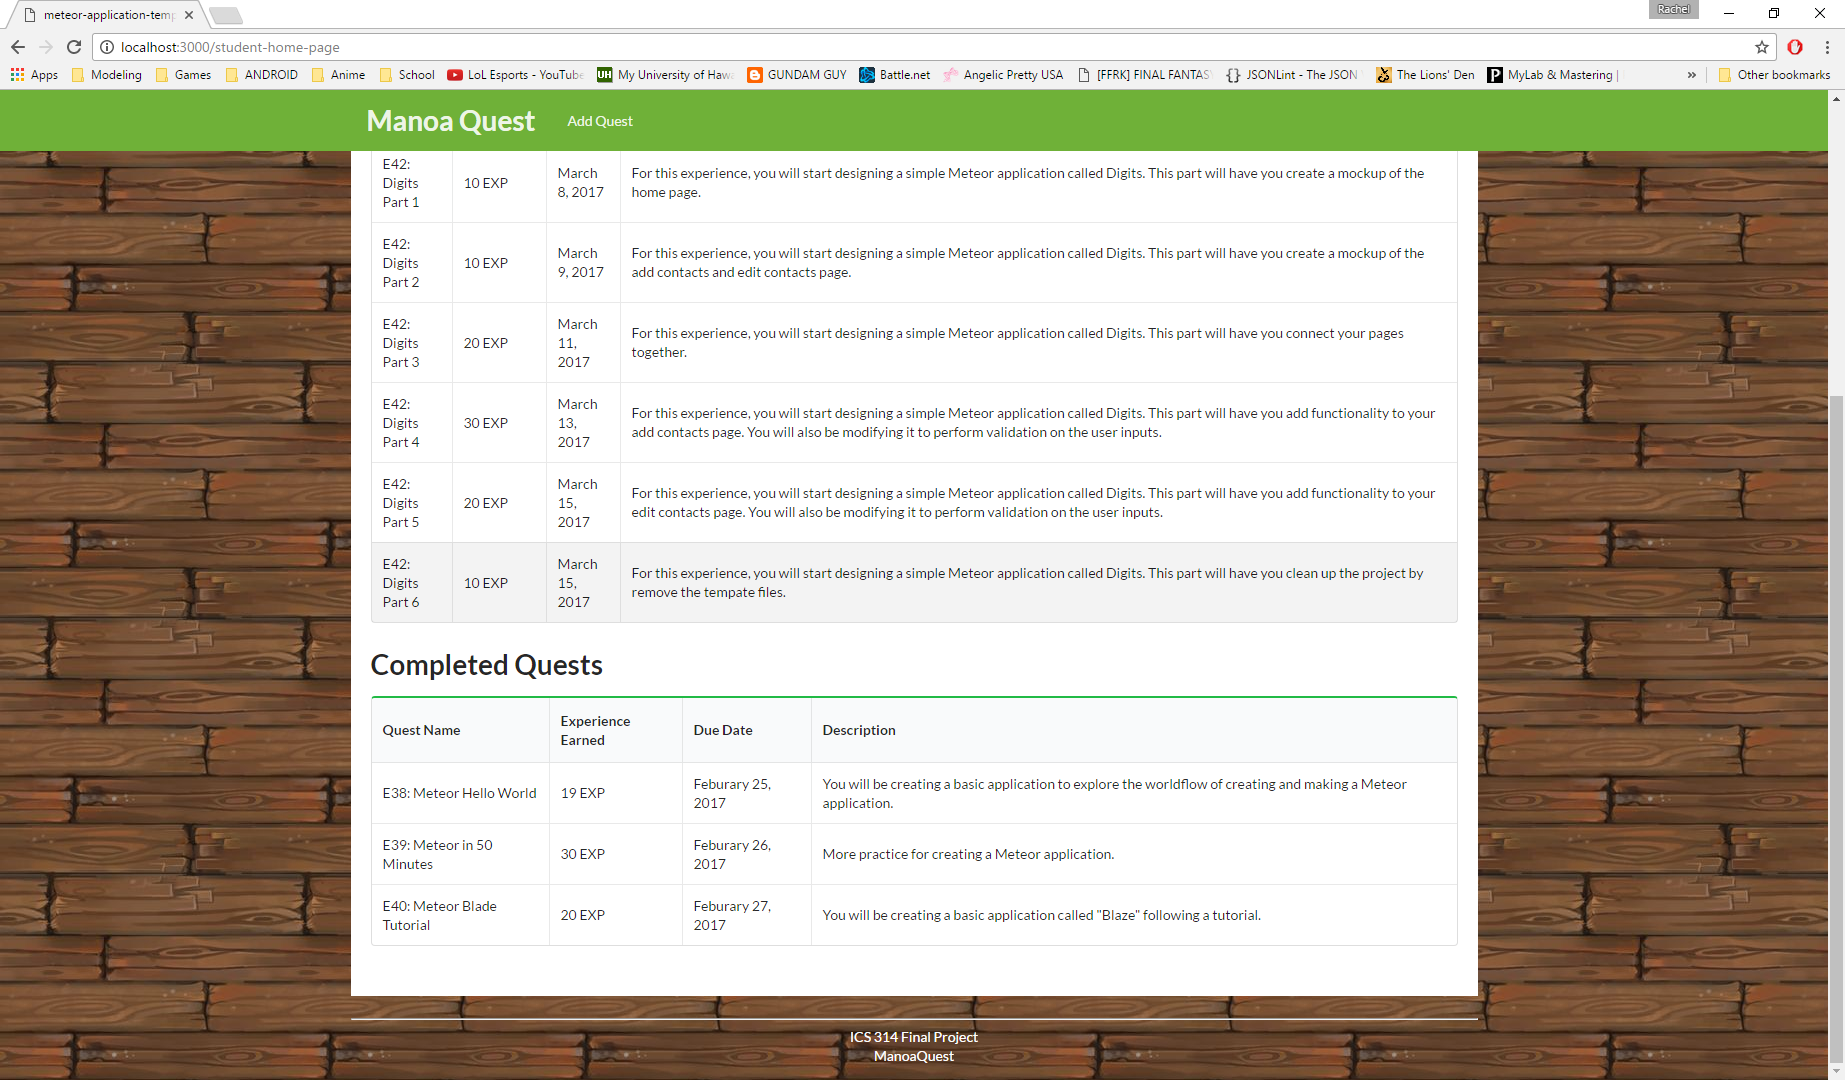 meteor-application-temp
Rachel
localhost:3000/student-home-page
Apps Modeling Games ANDROID Anime School LoL Esports - YouTube My University of Hawa GUNDAM GUY Battle.net Angelic Pretty USA [FFRK] FINAL FANTASY JSONLint - The JSON The Lions' Den MyLab & Mastering | » Other bookmarks
Manoa Quest Add Quest
E42:
Digits
Part 1
10 EXP
March
8, 2017
For this experience, you will start designing a simple Meteor application called Digits. This part will have you create a mockup of the
home page.
E42:
Digits
Part 2
10 EXP
March
9, 2017
For this experience, you will start designing a simple Meteor application called Digits. This part will have you create a mockup of the
add contacts and edit contacts page.
E42:
Digits
Part 3
20 EXP
March
11,
2017
For this experience, you will start designing a simple Meteor application called Digits. This part will have you connect your pages
together.
E42:
Digits
Part 4
30 EXP
March
13,
2017
For this experience, you will start designing a simple Meteor application called Digits. This part will have you add functionality to your
add contacts page. You will also be modifying it to perform validation on the user inputs.
E42:
Digits
Part 5
20 EXP
March
15,
2017
For this experience, you will start designing a simple Meteor application called Digits. This part will have you add functionality to your
edit contacts page. You will also be modifying it to perform validation on the user inputs.
E42:
Digits
Part 6
10 EXP
March
15,
2017
For this experience, you will start designing a simple Meteor application called Digits. This part will have you clean up the project by
remove the tempate files.
Completed Quests
Quest Name
Experience
Earned
Due Date
Description
E38: Meteor Hello World
19 EXP
Feburary 25,
2017
You will be creating a basic application to explore the worldflow of creating and making a Meteor
application.
E39: Meteor in 50
Minutes
30 EXP
Feburary 26,
2017
More practice for creating a Meteor application.
E40: Meteor Blade
Tutorial
20 EXP
Feburary 27,
2017
You will be creating a basic application called "Blaze" following a tutorial.
ICS 314 Final Project
ManoaQuest